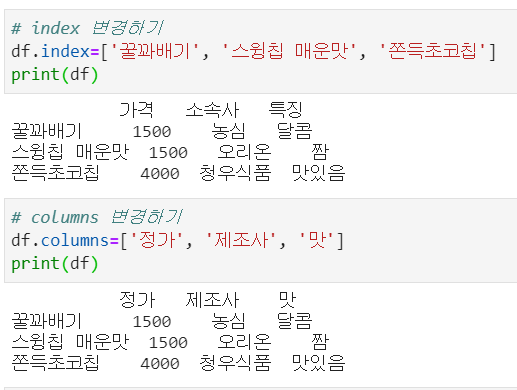 # index 변경하기
df.index=['꿀꽈배기', '스윙칩 매운맛', '쫀득초코칩']
print(df)
가격 소속사 특징
꿀꽈배기 1500 농심 달콤
스윙칩 매운맛 1500 오리온 짬
쫀득초코칩 4000 청우식품 맛있음
# columns 변경하기
df.columns=['정가', '제조사', '맛']
print(df)
정가 제조사 맛
꿀꽈배기 1500 농심 달콤
스윙칩 매운맛 1500 오리온 짬
쫀득초코칩 4000 청우식품 맛있음